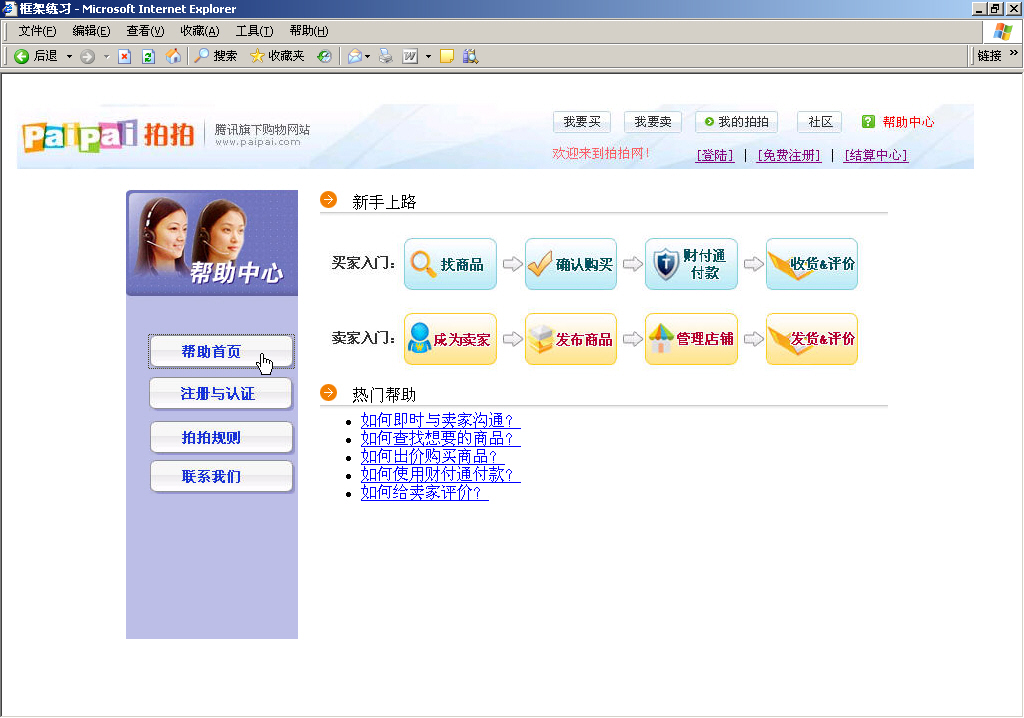 框架练习 - Microsoft Internet Explorer
文件(F) 编辑(E) 查看(V) 收藏(A) 工具(T) 帮助(H)
后退 搜索 收藏夹 W 链接 »
PaiPai 拍拍 腾讯旗下购物网站
www.paipai.com
我要买 我要卖 我的拍拍 社区 ? 帮助中心
欢迎来到拍拍网! [登陆] | [免费注册] | [结算中心]
帮助中心
帮助首页
注册与认证
拍拍规则
联系我们
新手上路
买家入门: 找商品 确认购买 财付通付款 收货&评价
卖家入门: 成为卖家 发布商品 管理店铺 发货&评价
热门帮助
如何即时与卖家沟通?
如何查找想要的商品?
如何出价购买商品?
如何使用财付通付款?
如何给卖家评价?